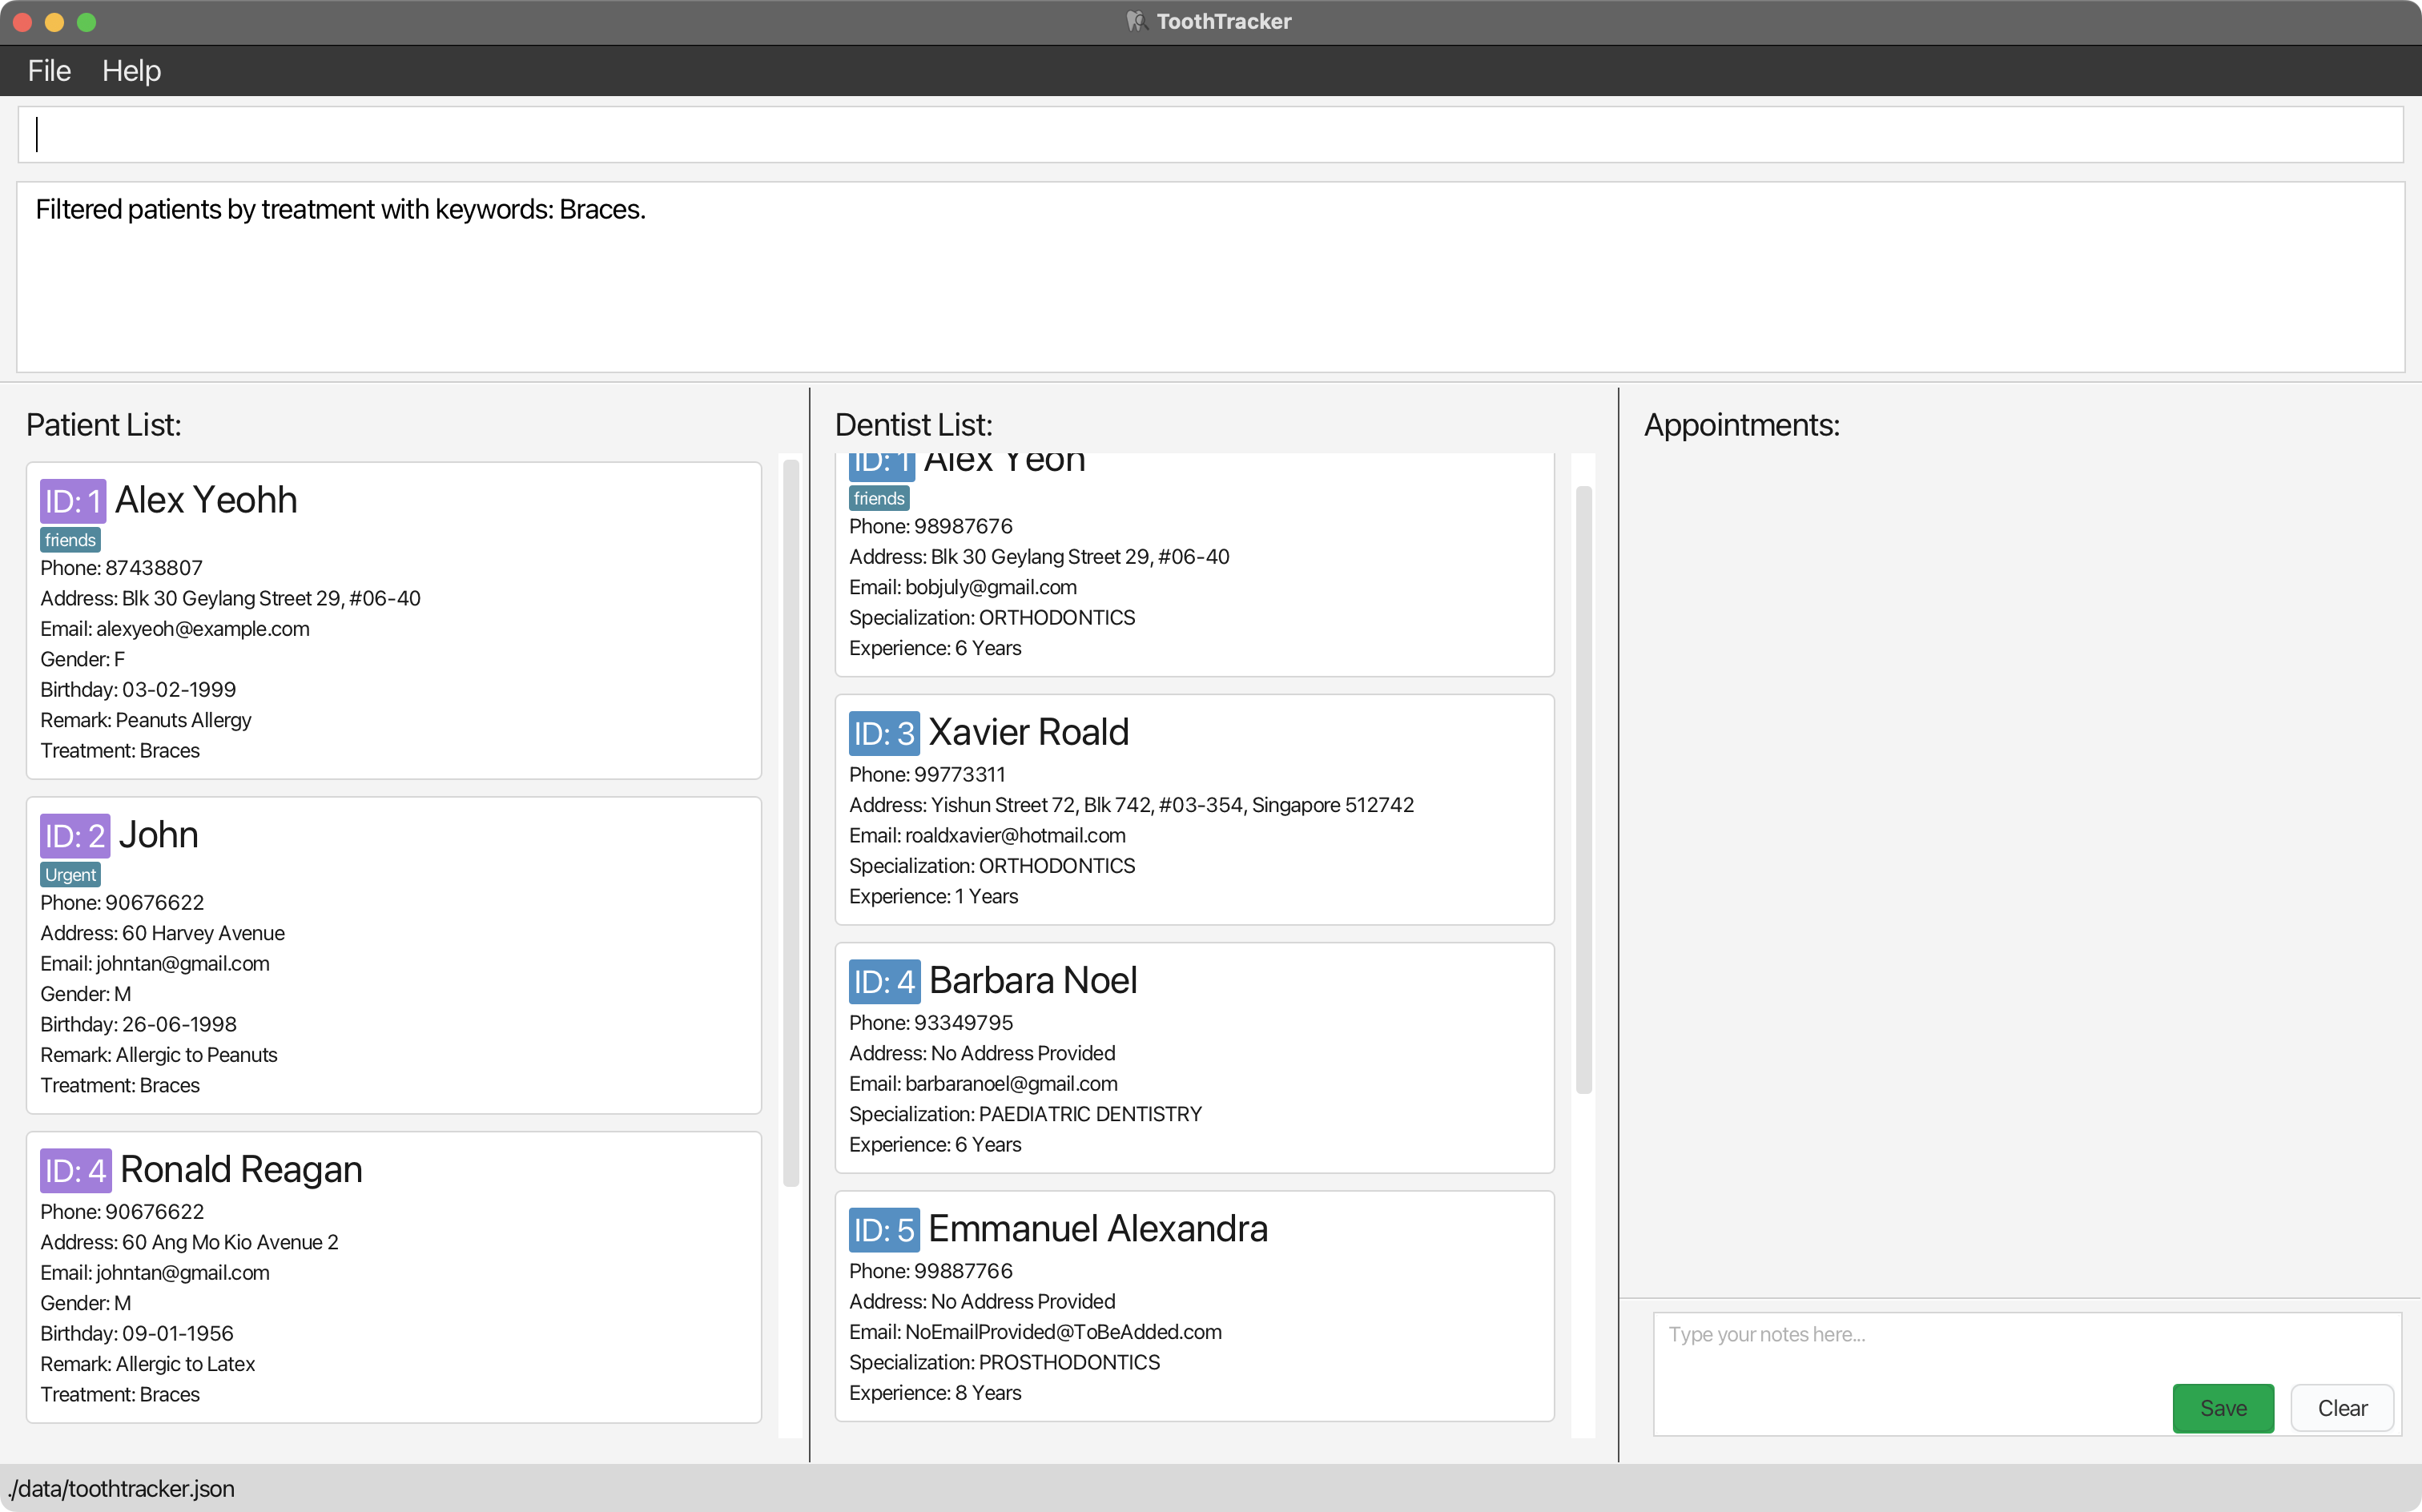 ToothTracker
File Help
Filtered patients by treatment with keywords: Braces.
Patient List:
ID: 1 Alex Yeohh
friends
Phone: 87438807
Address: Blk 30 Geylang Street 29, #06-40
Email: alexyeoh@example.com
Gender: F
Birthday: 03-02-1999
Remark: Peanuts Allergy
Treatment: Braces
ID: 2 John
Urgent
Phone: 90676622
Address: 60 Harvey Avenue
Email: johntan@gmail.com
Gender: M
Birthday: 26-06-1998
Remark: Allergic to Peanuts
Treatment: Braces
ID: 4 Ronald Reagan
Phone: 90676622
Address: 60 Ang Mo Kio Avenue 2
Email: johntan@gmail.com
Gender: M
Birthday: 09-01-1956
Remark: Allergic to Latex
Treatment: Braces
Dentist List:
ID: 1 Alex Yeoh
friends
Phone: 98987676
Address: Blk 30 Geylang Street 29, #06-40
Email: bobjuly@gmail.com
Specialization: ORTHODONTICS
Experience: 6 Years
ID: 3 Xavier Roald
Phone: 99773311
Address: Yishun Street 72, Blk 742, #03-354, Singapore 512742
Email: roaldxavier@hotmail.com
Specialization: ORTHODONTICS
Experience: 1 Years
ID: 4 Barbara Noel
Phone: 93349795
Address: No Address Provided
Email: barbaranoel@gmail.com
Specialization: PAEDIATRIC DENTISTRY
Experience: 6 Years
ID: 5 Emmanuel Alexandra
Phone: 99887766
Address: No Address Provided
Email: NoEmailProvided@ToBeAdded.com
Specialization: PROSTHODONTICS
Experience: 8 Years
Appointments:
Type your notes here...
Save Clear
./data/toothtracker.json